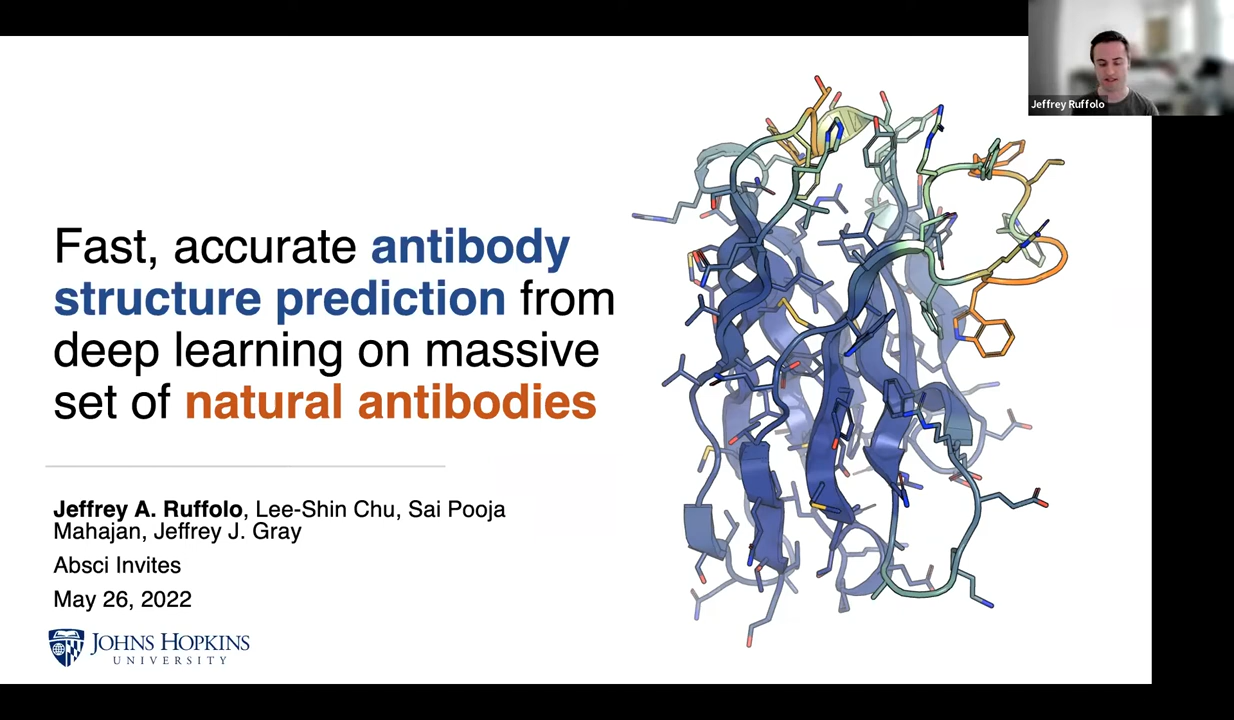 Jeffrey Ruffolo
Fast, accurate antibody
structure prediction from
deep learning on massive
set of natural antibodies
Jeffrey A. Ruffolo, Lee-Shin Chu, Sai Pooja
Mahajan, Jeffrey J. Gray
Absci Invites
May 26, 2022
JOHNS HOPKINS
UNIVERSITY